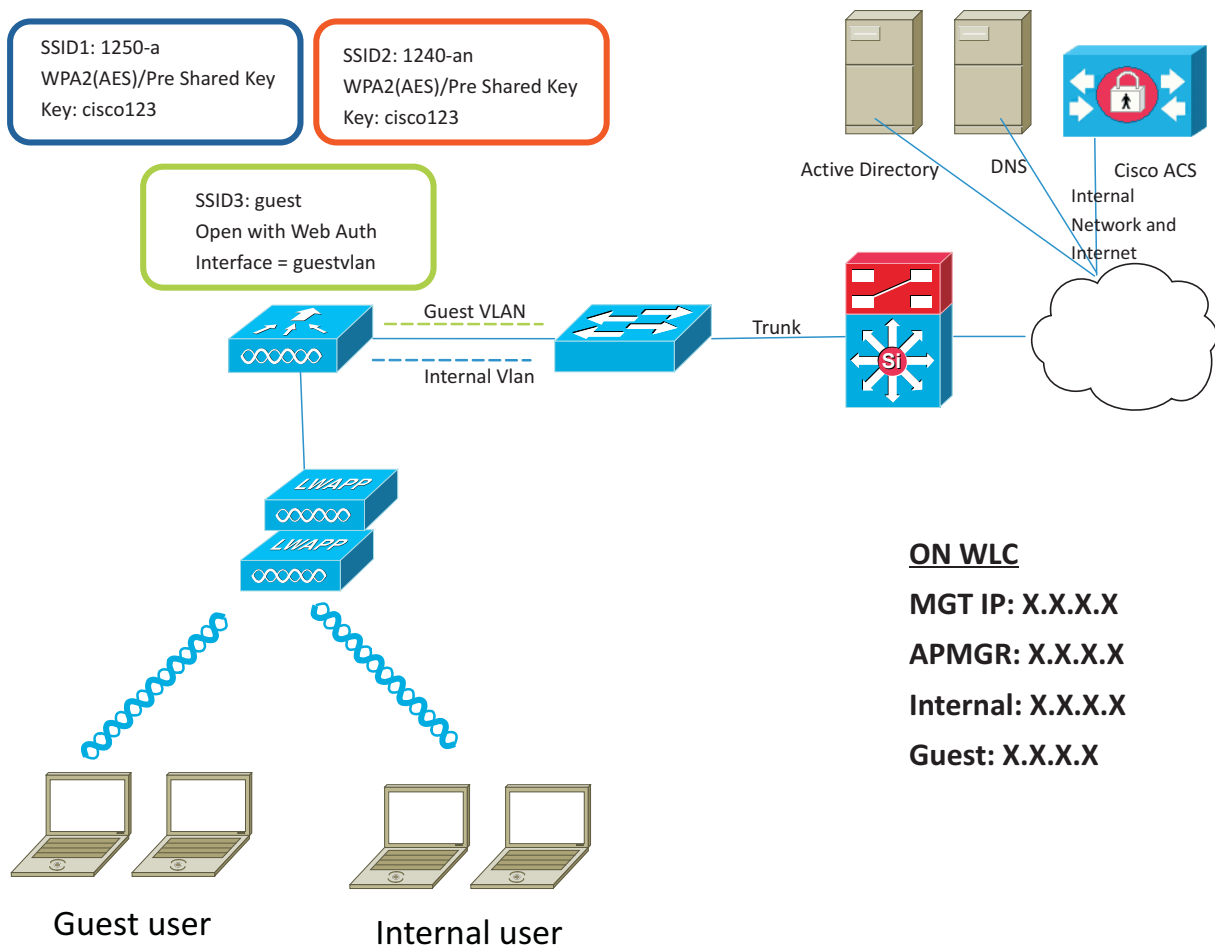 SSID1: 1250-a
WPA2(AES)/Pre Shared Key
Key: cisco123
SSID2: 1240-an
WPA2(AES)/Pre Shared Key
Key: cisco123
SSID3: guest
Open with Web Auth
Interface = guestvlan
Active Directory
DNS
Cisco ACS
Internal
Network and
Internet
Guest VLAN
Internal Vlan
Trunk
Si
LWAPP
LWAPP
ON WLC
MGT IP: X.X.X.X
APMGR: X.X.X.X
Internal: X.X.X.X
Guest: X.X.X.X
Guest user
Internal user